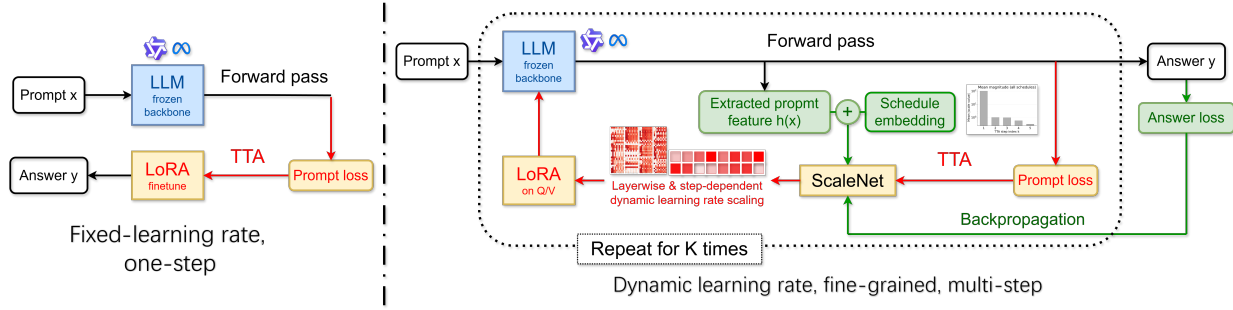 Prompt x
LLM
frozen
backbone
Forward pass
Answer y
LoRA
finetune
TTA
Prompt loss
Fixed-learning rate,
one-step
Prompt x
LLM
frozen
backbone
Forward pass
Answer y
Extracted propmt
feature h(x)
+
Schedule
embedding
Answer loss
LoRA
on Q/V
Layerwise & step-dependent
dynamic learning rate scaling
ScaleNet
TTA
Prompt loss
Backpropagation
Repeat for K times
Dynamic learning rate, fine-grained, multi-step